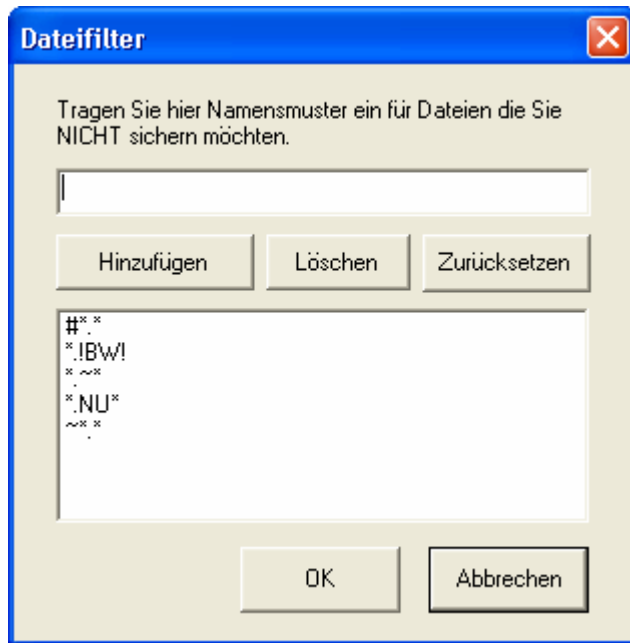 Dateifilter
Tragen Sie hier Namensmuster ein für Dateien die Sie
NICHT sichern möchten.
Hinzufügen
Löschen
Zurücksetzen
#*.*
*.!BW!
*.~*
*.NU*
~*.*
OK
Abbrechen